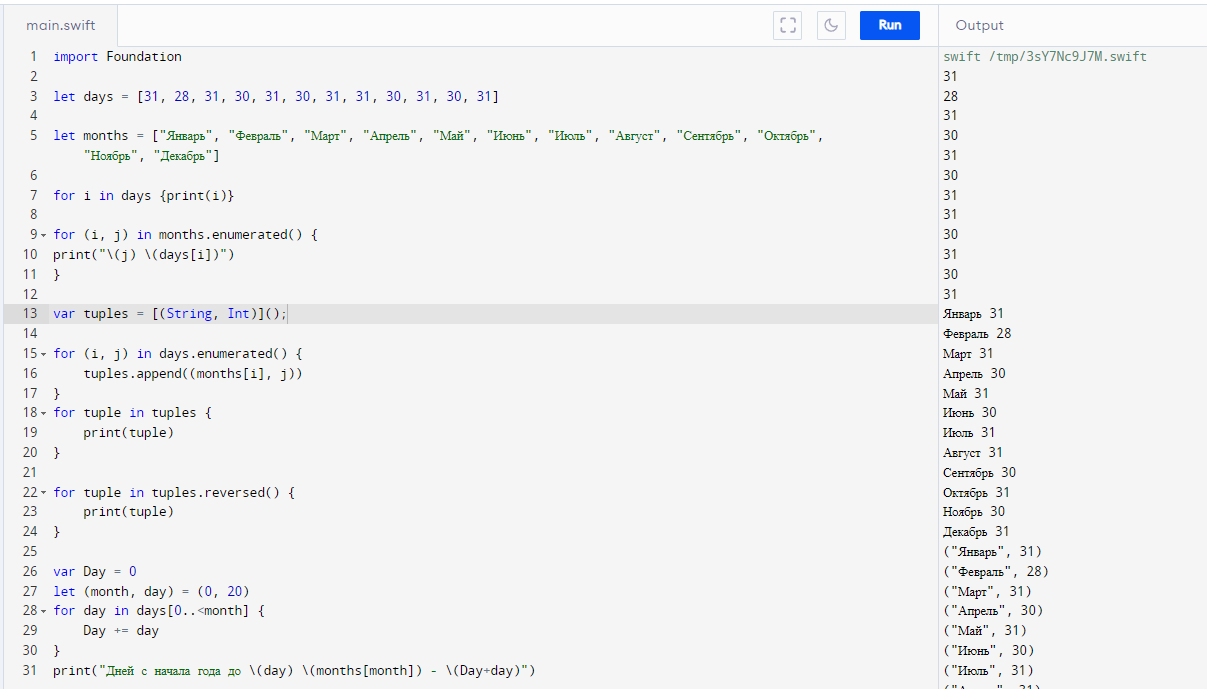 main.swift
Run
Output
1 import Foundation
2
3 let days = [31, 28, 31, 30, 31, 30, 31, 31, 30, 31, 30, 31]
4
5 let months = ["Январь", "Февраль", "Март", "Апрель", "Май", "Июнь", "Июль", "Август", "Сентябрь", "Октябрь",
"Ноябрь", "Декабрь"]
6
7 for i in days {print(i)}
8
9 for (i, j) in months.enumerated() {
10 print("\(j) \(days[i])")
11 }
12
13 var tuples = [(String, Int)]();
14
15 for (i, j) in days.enumerated() {
16 tuples.append((months[i], j))
17 }
18 for tuple in tuples {
19 print(tuple)
20 }
21
22 for tuple in tuples.reversed() {
23 print(tuple)
24 }
25
26 var Day = 0
27 let (month, day) = (0, 20)
28 for day in days[0..<month] {
29 Day += day
30 }
31 print("Дней с начала года до \(day) \(months[month]) - \(Day+day)")
swift /tmp/3sY7Nc9J7M.swift
31
28
31
30
31
30
31
31
30
31
30
31
Январь 31
Февраль 28
Март 31
Апрель 30
Май 31
Июнь 30
Июль 31
Август 31
Сентябрь 30
Октябрь 31
Ноябрь 30
Декабрь 31
("Январь", 31)
("Февраль", 28)
("Март", 31)
("Апрель", 30)
("Май", 31)
("Июнь", 30)
("Июль", 31)